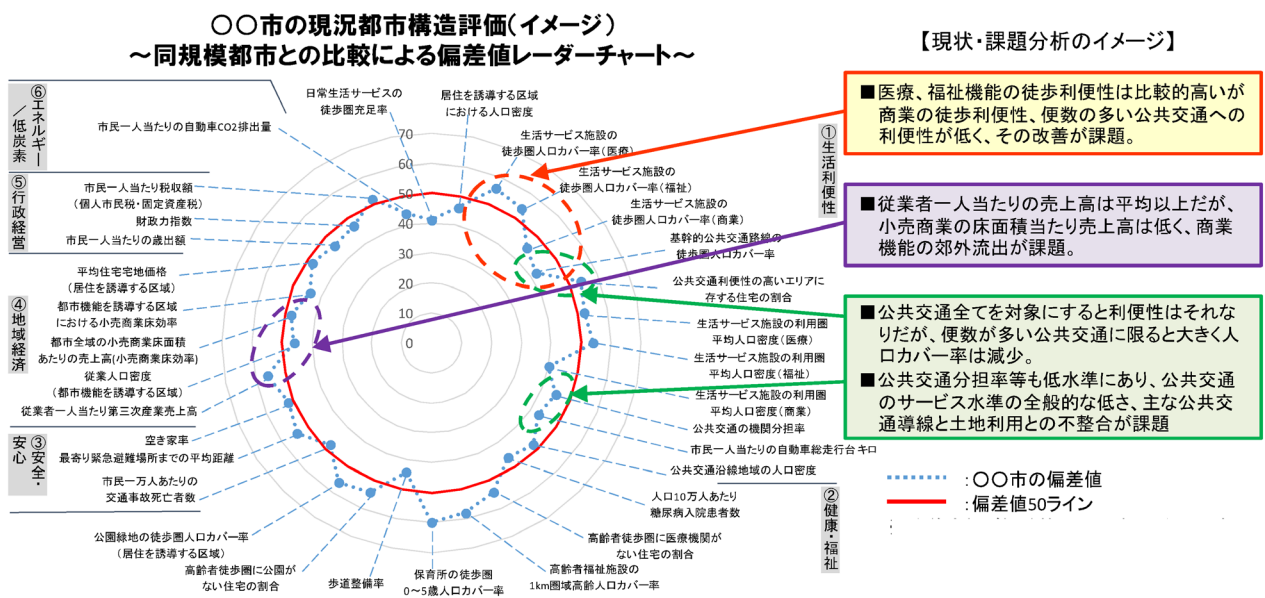 〇〇市の現況都市構造評価(イメージ)
～同規模都市との比較による偏差値レーダーチャート～
⑥エネルギー
／低炭素
⑤行政
経営
④地域
経済
③安全・
安心
①生活利便性
②健康・福祉
日常生活サービスの
徒歩圏充足率
居住を誘導する区域
における人口密度
生活サービス施設の
徒歩圏人口カバー率(医療)
生活サービス施設の
徒歩圏人口カバー率(福祉)
生活サービス施設の
徒歩圏人口カバー率(商業)
基幹的公共交通路線の
徒歩圏人口カバー率
公共交通利便性の高いエリアに
存する住宅の割合
生活サービス施設の利用圏
平均人口密度(医療)
生活サービス施設の利用圏
平均人口密度(福祉)
生活サービス施設の利用圏
平均人口密度(商業)
公共交通の機関分担率
市民一人当たりの自動車総走行台キロ
公共交通沿線地域の人口密度
人口10万人あたり
糖尿病入院患者数
高齢者徒歩圏に医療機関が
ない住宅の割合
高齢者福祉施設の
1km圏域高齢人口カバー率
保育所の徒歩圏
0～5歳人口カバー率
歩道整備率
高齢者徒歩圏に公園が
ない住宅の割合
公園緑地の徒歩圏人口カバー率
(居住を誘導する区域)
市民一万人あたりの
交通事故死亡者数
最寄り緊急避難場所までの平均距離
空き家率
従業者一人当たり第三次産業売上高
従業人口密度
(都市機能を誘導する区域)
都市全域の小売商業床面積
あたりの売上高(小売商業床効率)
都市機能を誘導する区域
における小売商業床効率
平均住宅宅地価格
(居住を誘導する区域)
市民一人当たりの歳出額
財政力指数
市民一人当たり税収額
(個人市民税・固定資産税)
市民一人当たりの自動車CO2排出量
70
60
50
40
30
20
10
0
【現状・課題分析のイメージ】
■医療、福祉機能の徒歩利便性は比較的高いが
商業の徒歩利便性、便数の多い公共交通への
利便性が低く、その改善が課題。
■従業者一人当たりの売上高は平均以上だが、
小売商業の床面積当たり売上高は低く、商業
機能の郊外流出が課題。
■公共交通全てを対象にすると利便性はそれな
りだが、便数が多い公共交通に限ると大きく人
口カバー率は減少。
■公共交通分担率等も低水準にあり、公共交通
のサービス水準の全般的な低さ、主な公共交
通導線と土地利用との不整合が課題
:〇〇市の偏差値
:偏差値50ライン